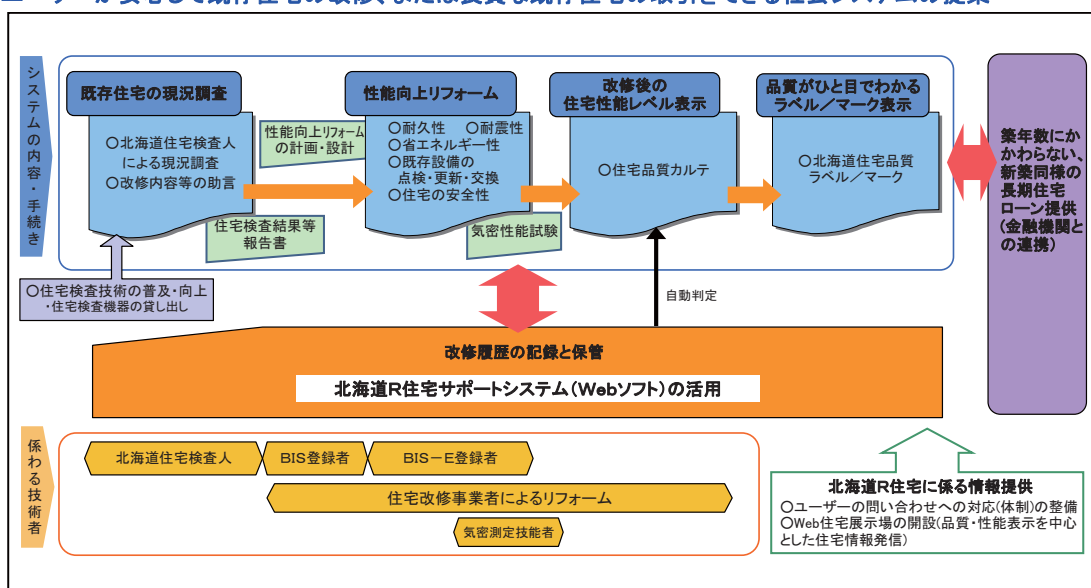 システムの内容・手続き
既存住宅の現況調査
○北海道住宅検査人
による現況調査
○改修内容等の助言
性能向上リフォーム
の計画・設計
住宅検査結果等
報告書
性能向上リフォーム
○耐久性 ○耐震性
○省エネルギー性
○既存設備の
点検・更新・交換
○住宅の安全性
気密性能試験
改修後の
住宅性能レベル表示
○住宅品質カルテ
品質がひと目でわかる
ラベル／マーク表示
○北海道住宅品質
ラベル／マーク
築年数にか
かわらない、
新築同様の
長期住宅
ローン提供
(金融機関と
の連携)
○住宅検査技術の普及・向上
・住宅検査機器の貸し出し
自動判定
改修履歴の記録と保管
北海道R住宅サポートシステム(Webソフト)の活用
係わる技術者
北海道住宅検査人
BIS登録者
BIS－E登録者
住宅改修事業者によるリフォーム
気密測定技能者
北海道R住宅に係る情報提供
○ユーザーの問い合わせへの対応(体制)の整備
○Web住宅展示場の開設(品質・性能表示を中心
とした住宅情報発信)